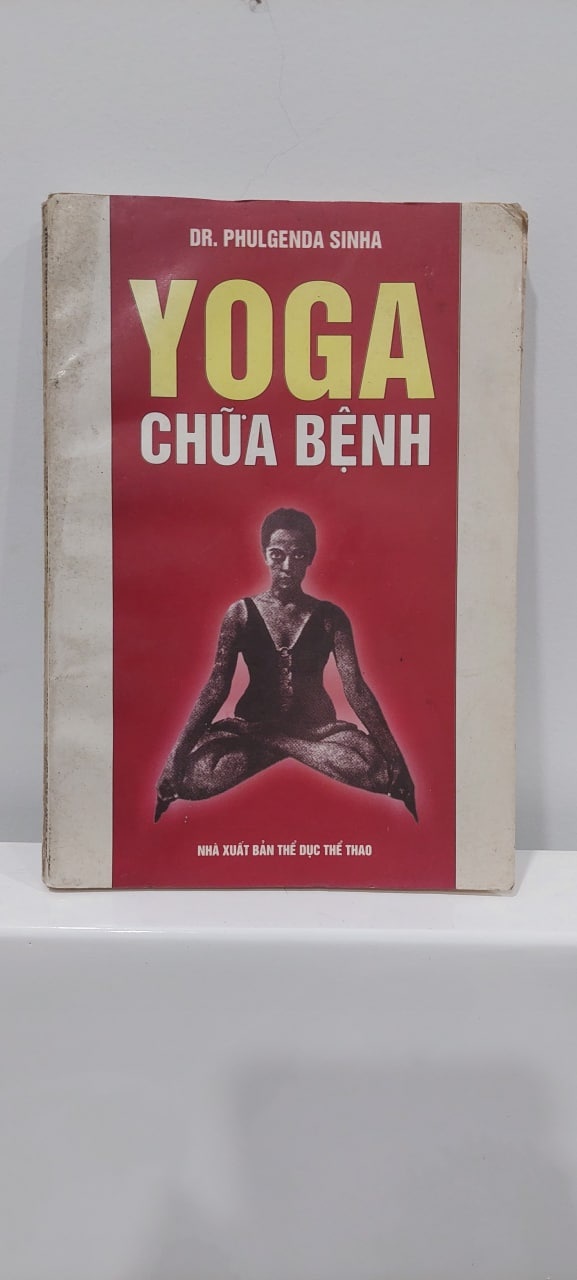 DR. PHULGENDA SINHA
YOGA
CHỮA BỆNH
NHÀ XUẤT BẢN THỂ DỤC THỂ THAO